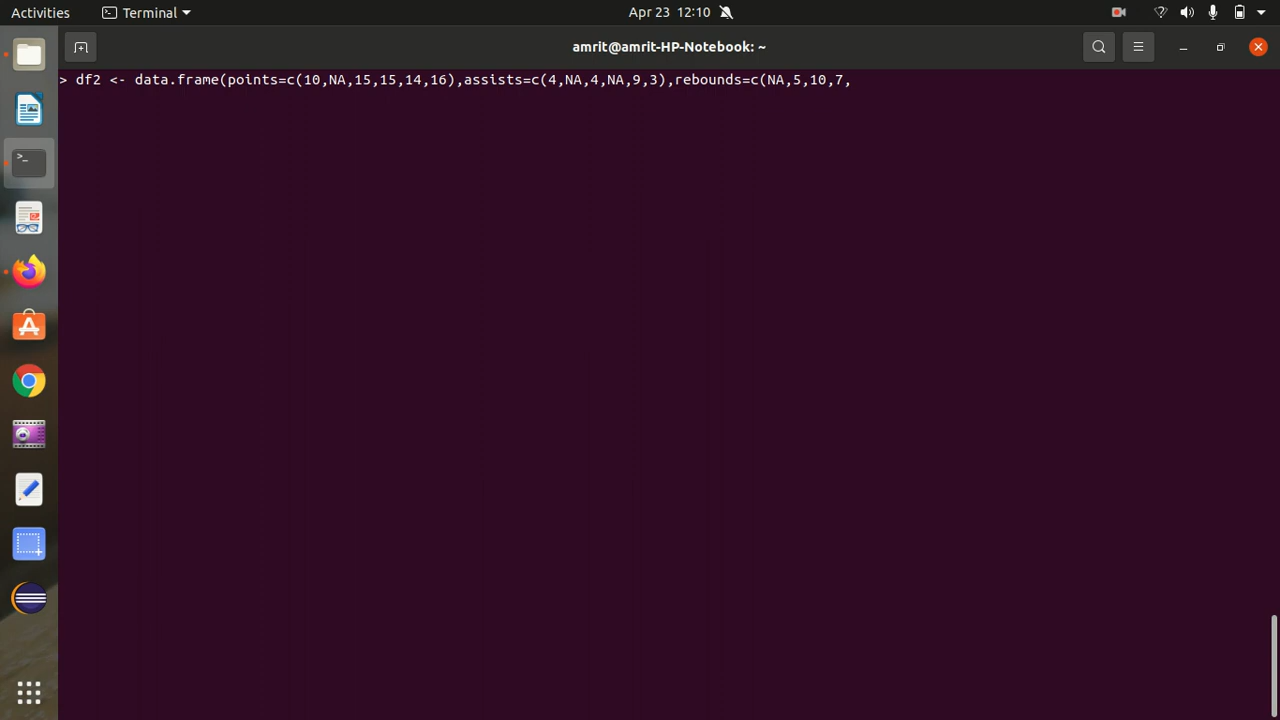 Activities
Terminal
Apr 23 12:10
amrit@amrit-HP-Notebook: ~
> df2 <- data.frame(points=c(10,NA,15,15,14,16),assists=c(4,NA,4,NA,9,3),rebounds=c(NA,5,10,7,